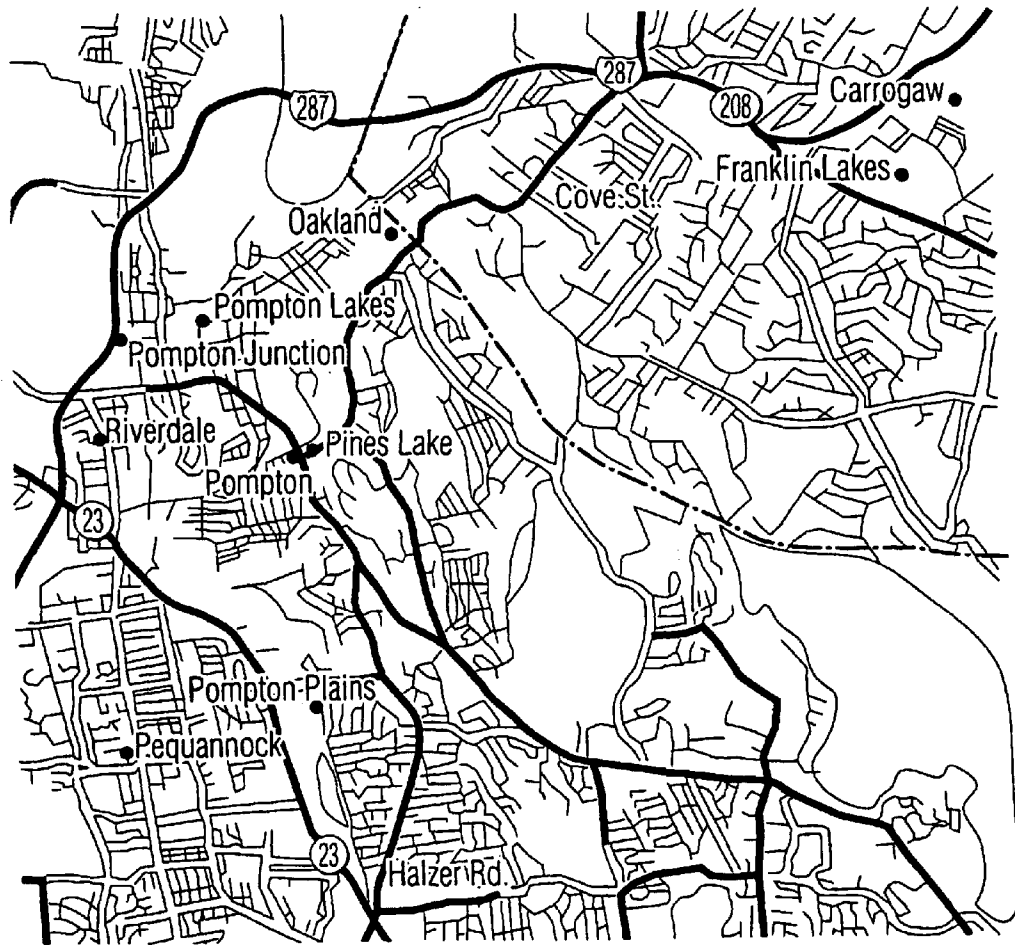 287
208
Carrogaw
287
Franklin Lakes
Cove St.
Oakland
Pompton Lakes
Pompton Junction
Riverdale
Pines Lake
Pompton
23
Pompton Plains
Pequannock
23
Halzer Rd.